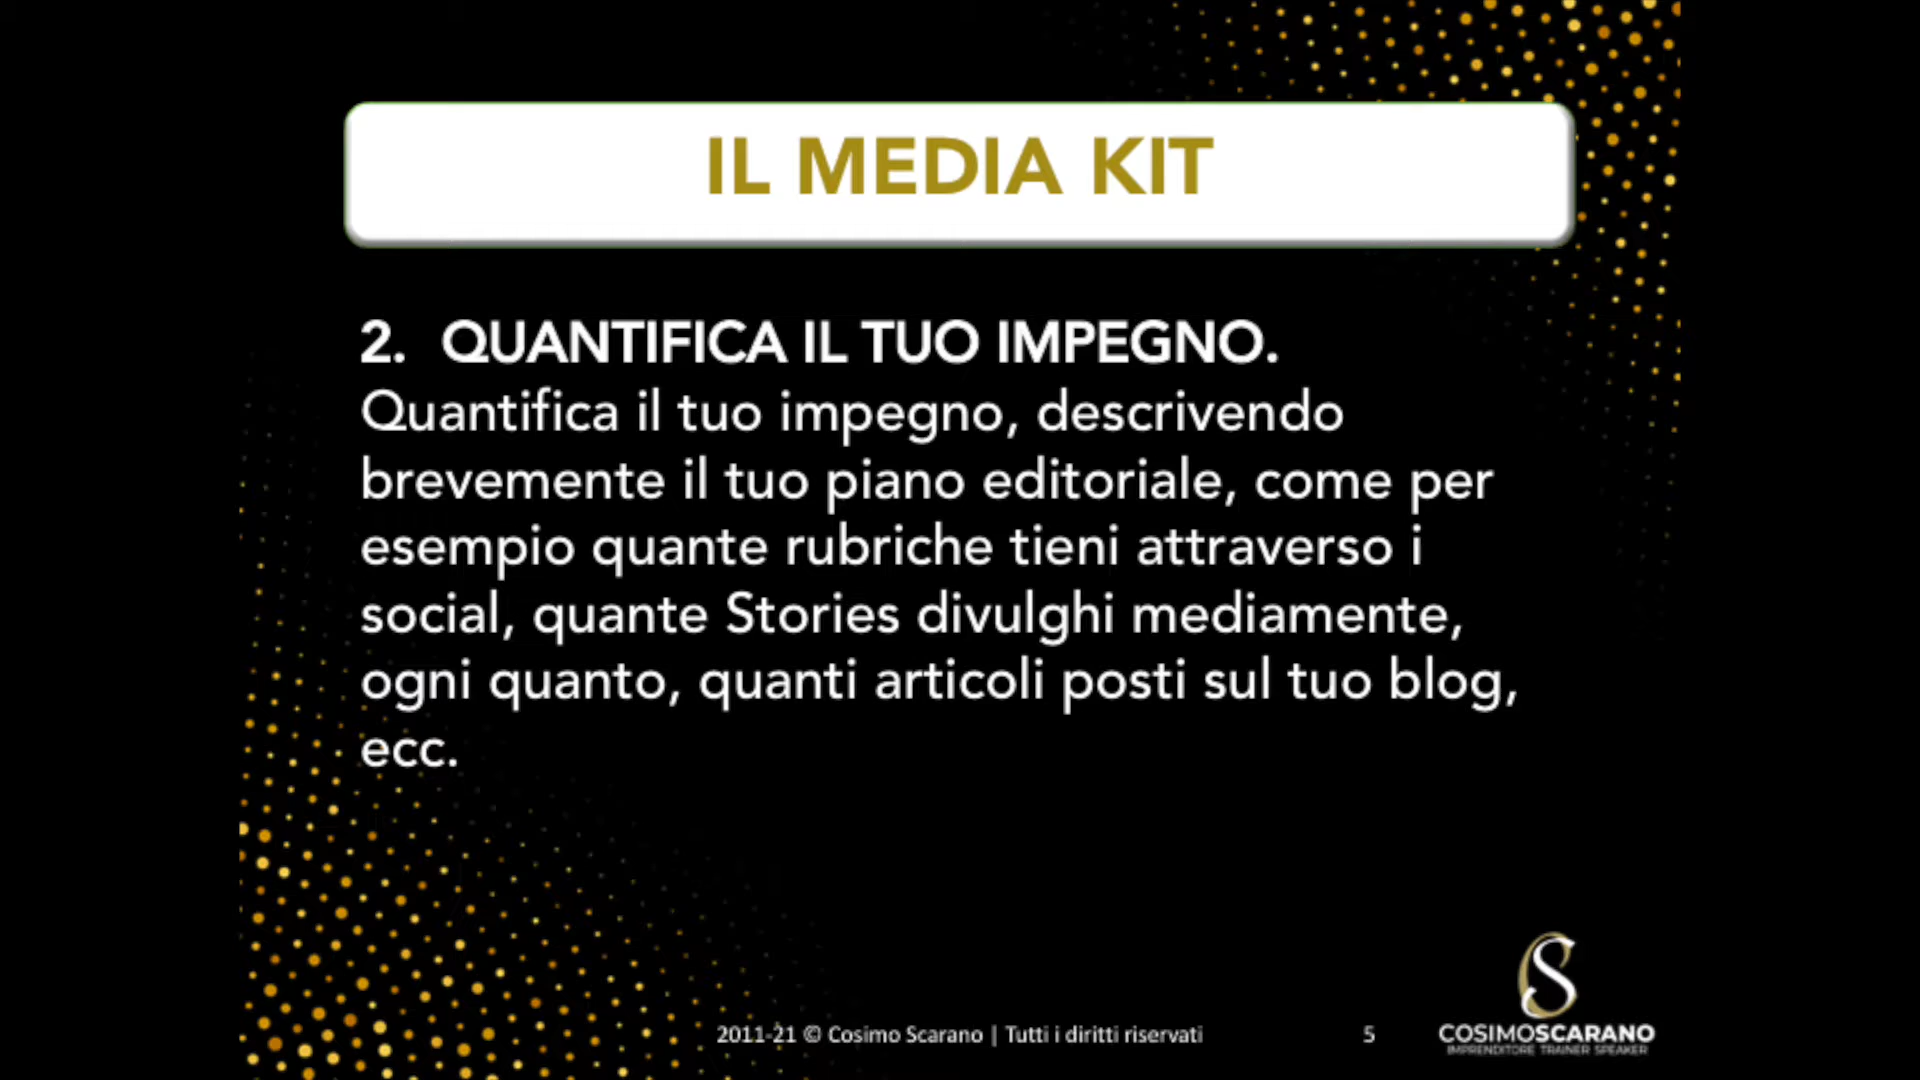 IL MEDIA KIT
2. QUANTIFICA IL TUO IMPEGNO.
Quantifica il tuo impegno, descrivendo
brevemente il tuo piano editoriale, come per
esempio quante rubriche tieni attraverso i
social, quante Stories divulghi mediamente,
ogni quanto, quanti articoli posti sul tuo blog,
ecc.
2011-21 © Cosimo Scarano | Tutti i diritti riservati
5
COSIMOSCARANO
IMPRENDITORE TRAINER SPEAKER